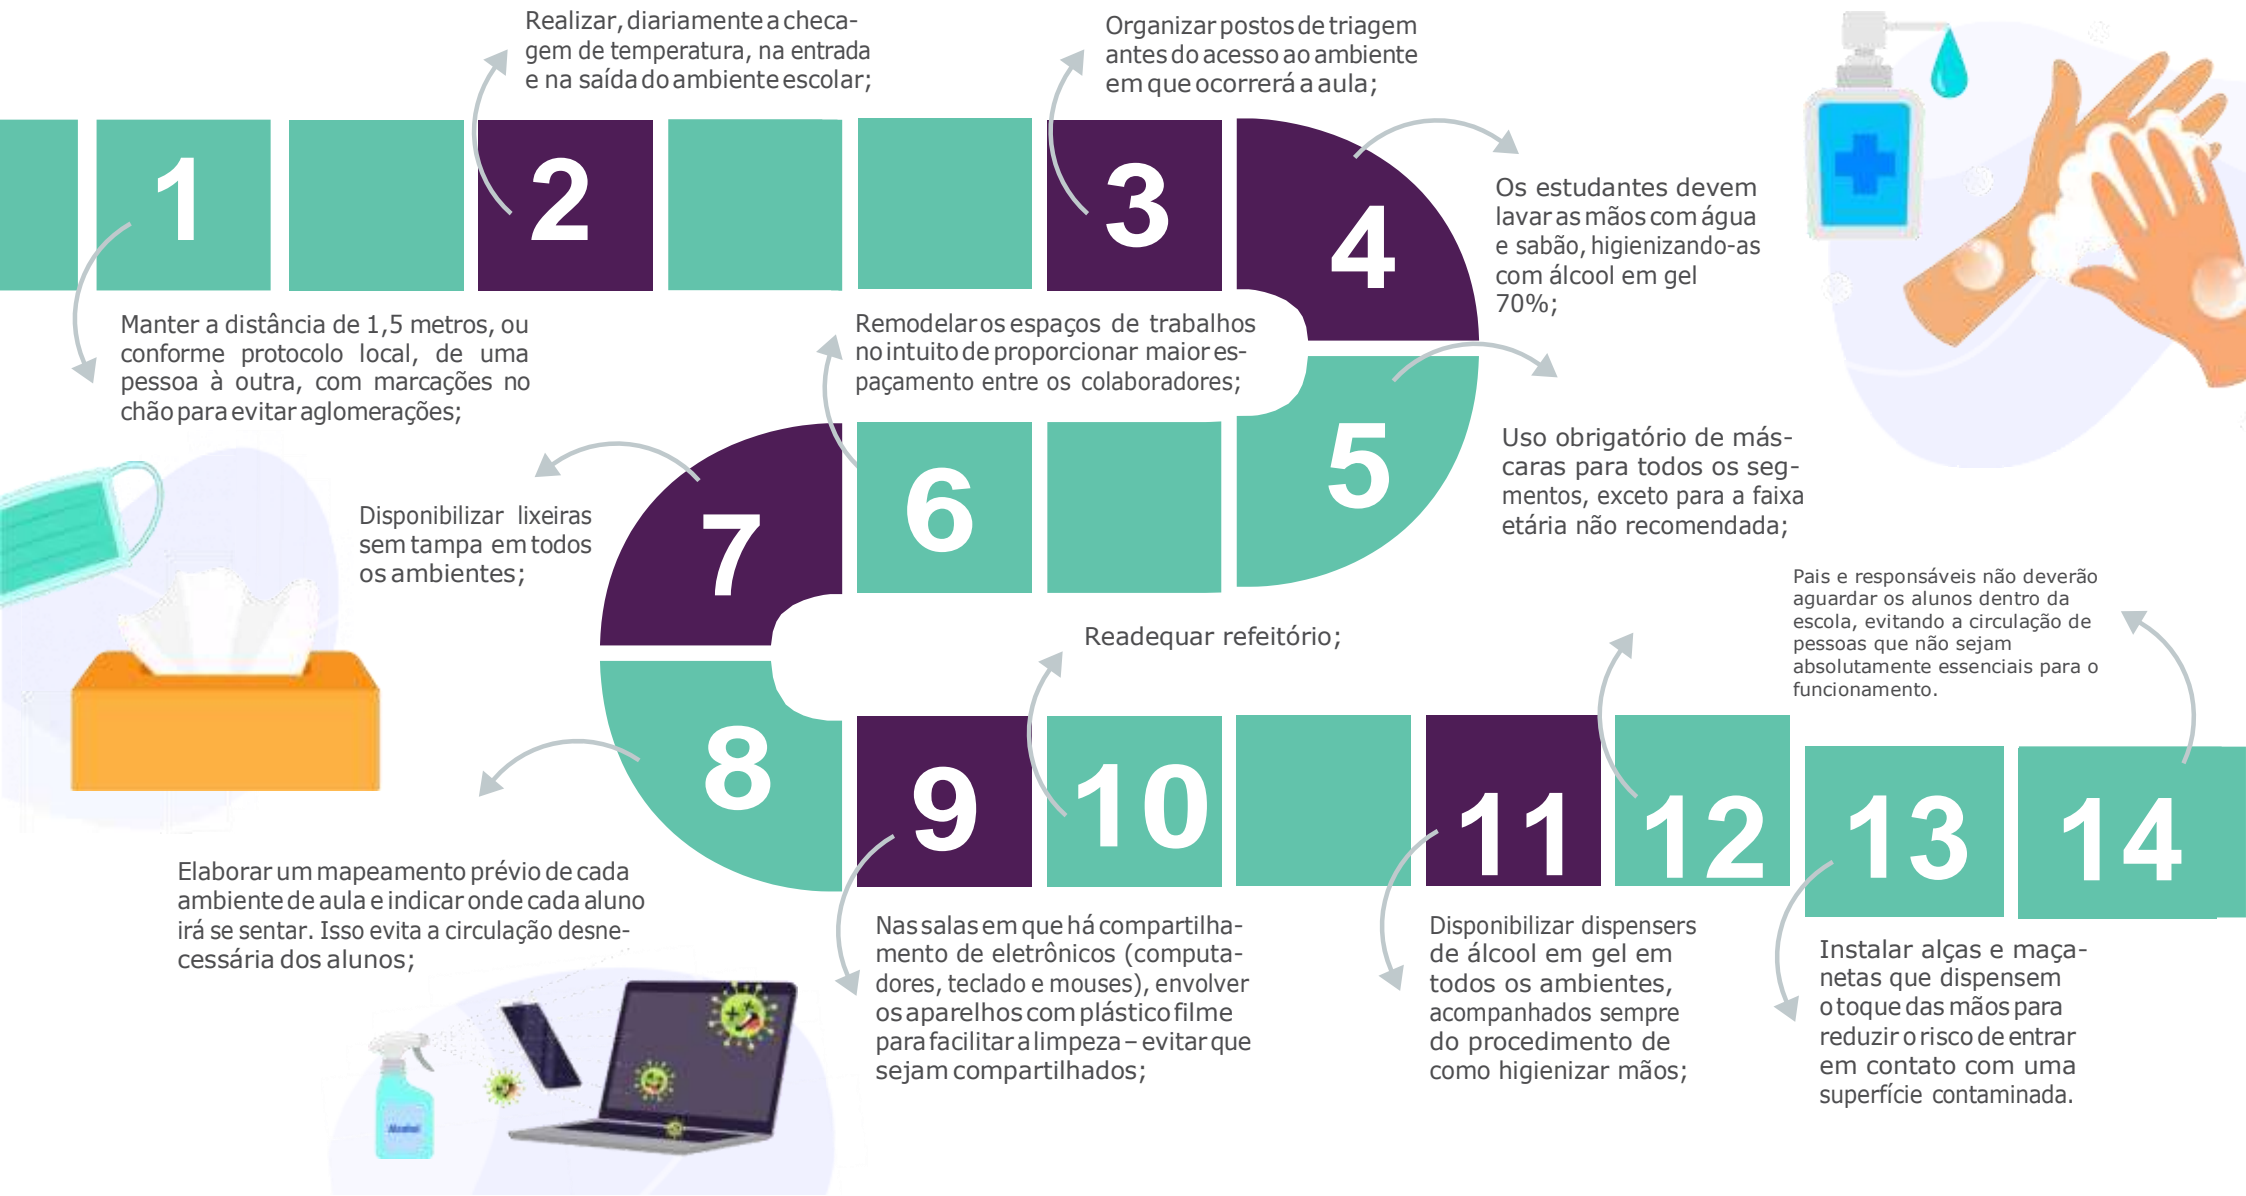 1
Manter a distância de 1,5 metros, ou
conforme protocolo local, de uma
pessoa à outra, com marcações no
chão para evitar aglomerações;
2
Realizar, diariamente a checa-
gem de temperatura, na entrada
e na saída do ambiente escolar;
3
Organizar postos de triagem
antes do acesso ao ambiente
em que ocorrerá a aula;
4
Os estudantes devem
lavar as mãos com água
e sabão, higienizando-as
com álcool em gel
70%;
5
Uso obrigatório de más-
caras para todos os seg-
mentos, exceto para a faixa
etária não recomendada;
6
Remodelar os espaços de trabalhos
no intuito de proporcionar maior es-
paçamento entre os colaboradores;
7
Disponibilizar lixeiras
sem tampa em todos
os ambientes;
8
Elaborar um mapeamento prévio de cada
ambiente de aula e indicar onde cada aluno
irá se sentar. Isso evita a circulação desne-
cessária dos alunos;
9
Nas salas em que há compartilha-
mento de eletrônicos (computa-
dores, teclado e mouses), envolver
os aparelhos com plástico filme
para facilitar a limpeza – evitar que
sejam compartilhados;
10
Readequar refeitório;
11
Disponibilizar dispensers
de álcool em gel em
todos os ambientes,
acompanhados sempre
do procedimento de
como higienizar mãos;
12
13
Instalar alças e maça-
netas que dispensem
o toque das mãos para
reduzir o risco de entrar
em contato com uma
superfície contaminada.
14
Pais e responsáveis não deverão
aguardar os alunos dentro da
escola, evitando a circulação de
pessoas que não sejam
absolutamente essenciais para o
funcionamento.
Alcohol